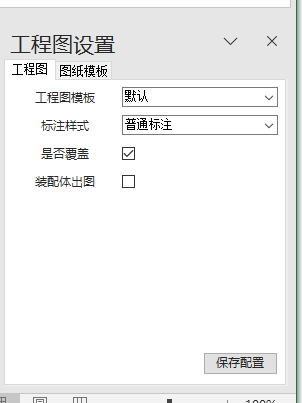 工程图设置
工程图 图纸模板
工程图模板 默认
标注样式 普通标注
是否覆盖
装配体出图
保存配置